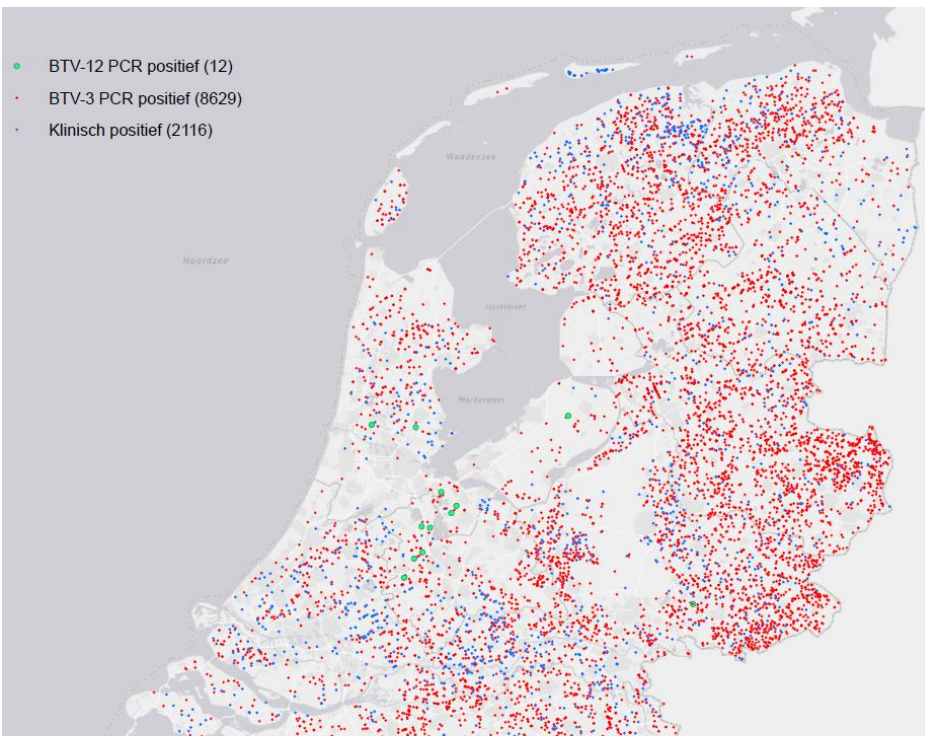 BTV-12 PCR positief (12)
BTV-3 PCR positief (8629)
Klinisch positief (2116)
Waddenzee
Noordzee
IJsselmeer
Markermeer